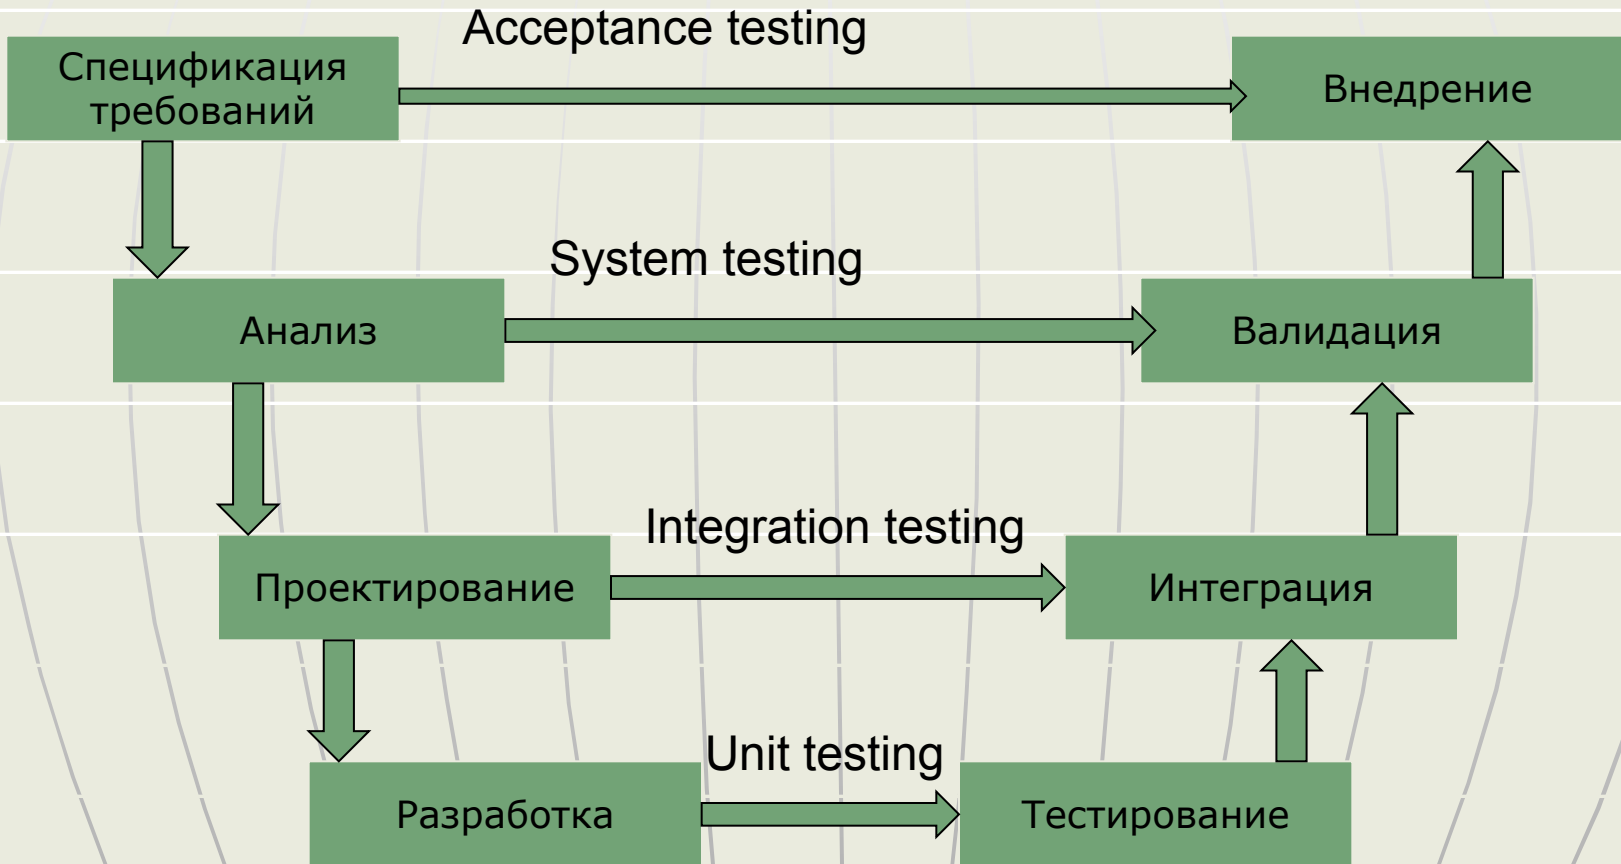 Acceptance testing
Спецификация
требований
Внедрение
System testing
Анализ
Валидация
Integration testing
Проектирование
Интеграция
Unit testing
Разработка
Тестирование